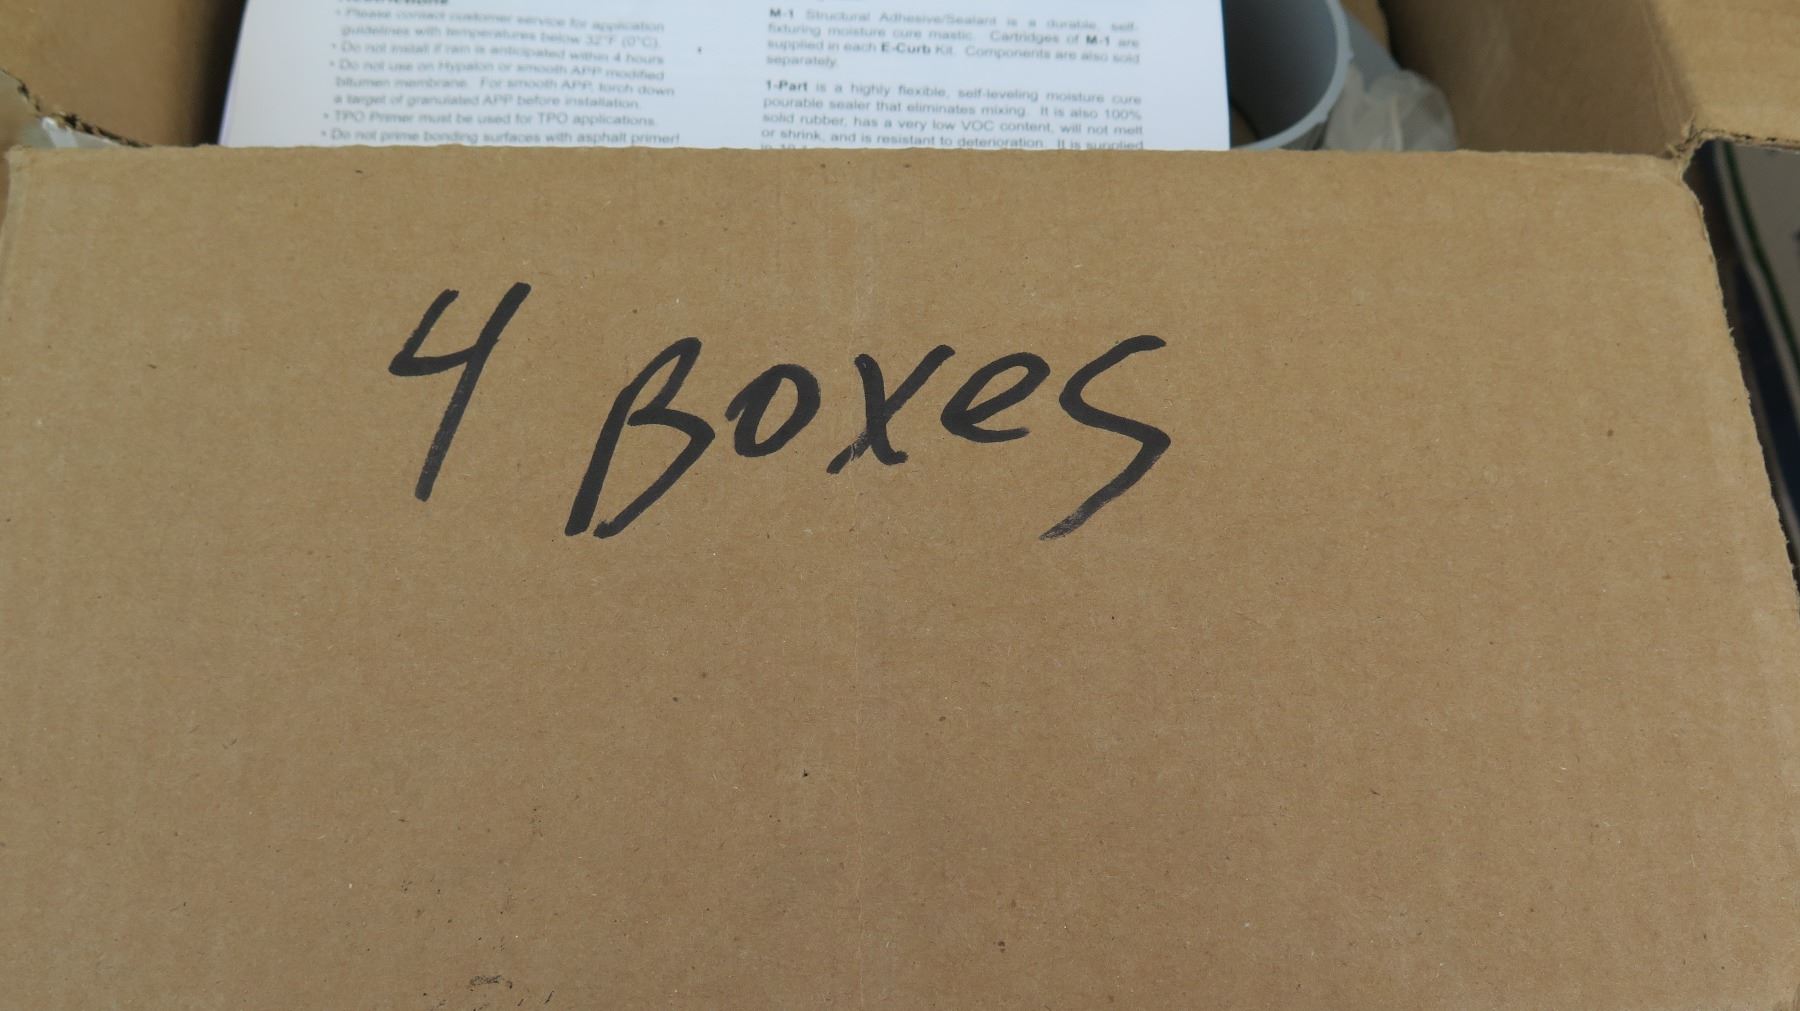 • Please contact customer service for application
guidelines with temperatures below 32°F (0°C).
• Do not install if rain is anticipated within 4 hours
• Do not use on Hypalon or smooth APP modified
bitumen membrane. For smooth APP, torch down
a target of granulated APP before installation.
• TPO Primer must be used for TPO applications.
• Do not prime bonding surfaces with asphalt primer!
M-1 Structural Adhesive/Sealant is a durable, self-
fixturing moisture cure mastic. Cartridges of M-1 are
supplied in each E-Curb Kit. Components are also sold
separately.
1-Part is a highly flexible, self-leveling moisture cure
pourable sealer that eliminates mixing. It is also 100%
solid rubber, has a very low VOC content, will not melt
or shrink, and is resistant to deterioration. It is supplied
4 Boxes